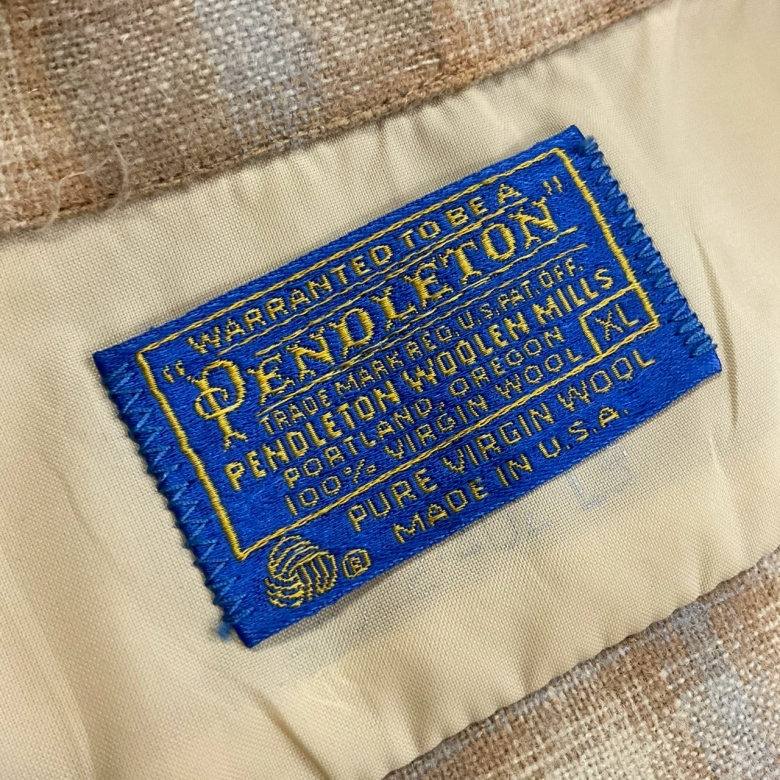 WARRANTED TO BE A
"PENDLETON"
TRADE MARK REG. U.S. PAT. OFF.
PENDLETON WOOLEN MILLS
PORTLAND, OREGON
100% VIRGIN WOOL
XL
PURE VIRGIN WOOL
MADE IN U.S.A.
®